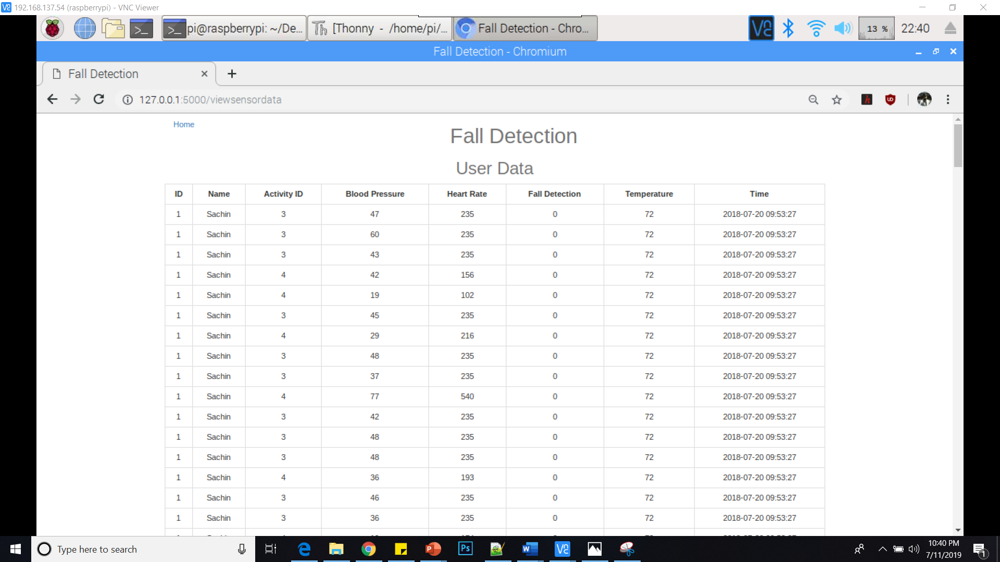 192.168.137.54 (raspberrypi) - VNC Viewer
pi@raspberrypi: ~/De... [Thonny - /home/pi/... Fall Detection - Chro... 13 % 22:40
Fall Detection - Chromium
Fall Detection
127.0.0.1:5000/viewsensordata
Home
Fall Detection
User Data
ID Name Activity ID Blood Pressure Heart Rate Fall Detection Temperature Time
1 Sachin 3 47 235 0 72 2018-07-20 09:53:27
1 Sachin 3 60 235 0 72 2018-07-20 09:53:27
1 Sachin 3 43 235 0 72 2018-07-20 09:53:27
1 Sachin 4 42 156 0 72 2018-07-20 09:53:27
1 Sachin 4 19 102 0 72 2018-07-20 09:53:27
1 Sachin 3 45 235 0 72 2018-07-20 09:53:27
1 Sachin 4 29 216 0 72 2018-07-20 09:53:27
1 Sachin 3 48 235 0 72 2018-07-20 09:53:27
1 Sachin 3 37 235 0 72 2018-07-20 09:53:27
1 Sachin 4 77 540 0 72 2018-07-20 09:53:27
1 Sachin 3 42 235 0 72 2018-07-20 09:53:27
1 Sachin 3 48 235 0 72 2018-07-20 09:53:27
1 Sachin 3 48 235 0 72 2018-07-20 09:53:27
1 Sachin 4 36 193 0 72 2018-07-20 09:53:27
1 Sachin 3 46 235 0 72 2018-07-20 09:53:27
1 Sachin 3 36 235 0 72 2018-07-20 09:53:27
Type here to search
10:40 PM
7/11/2019
1